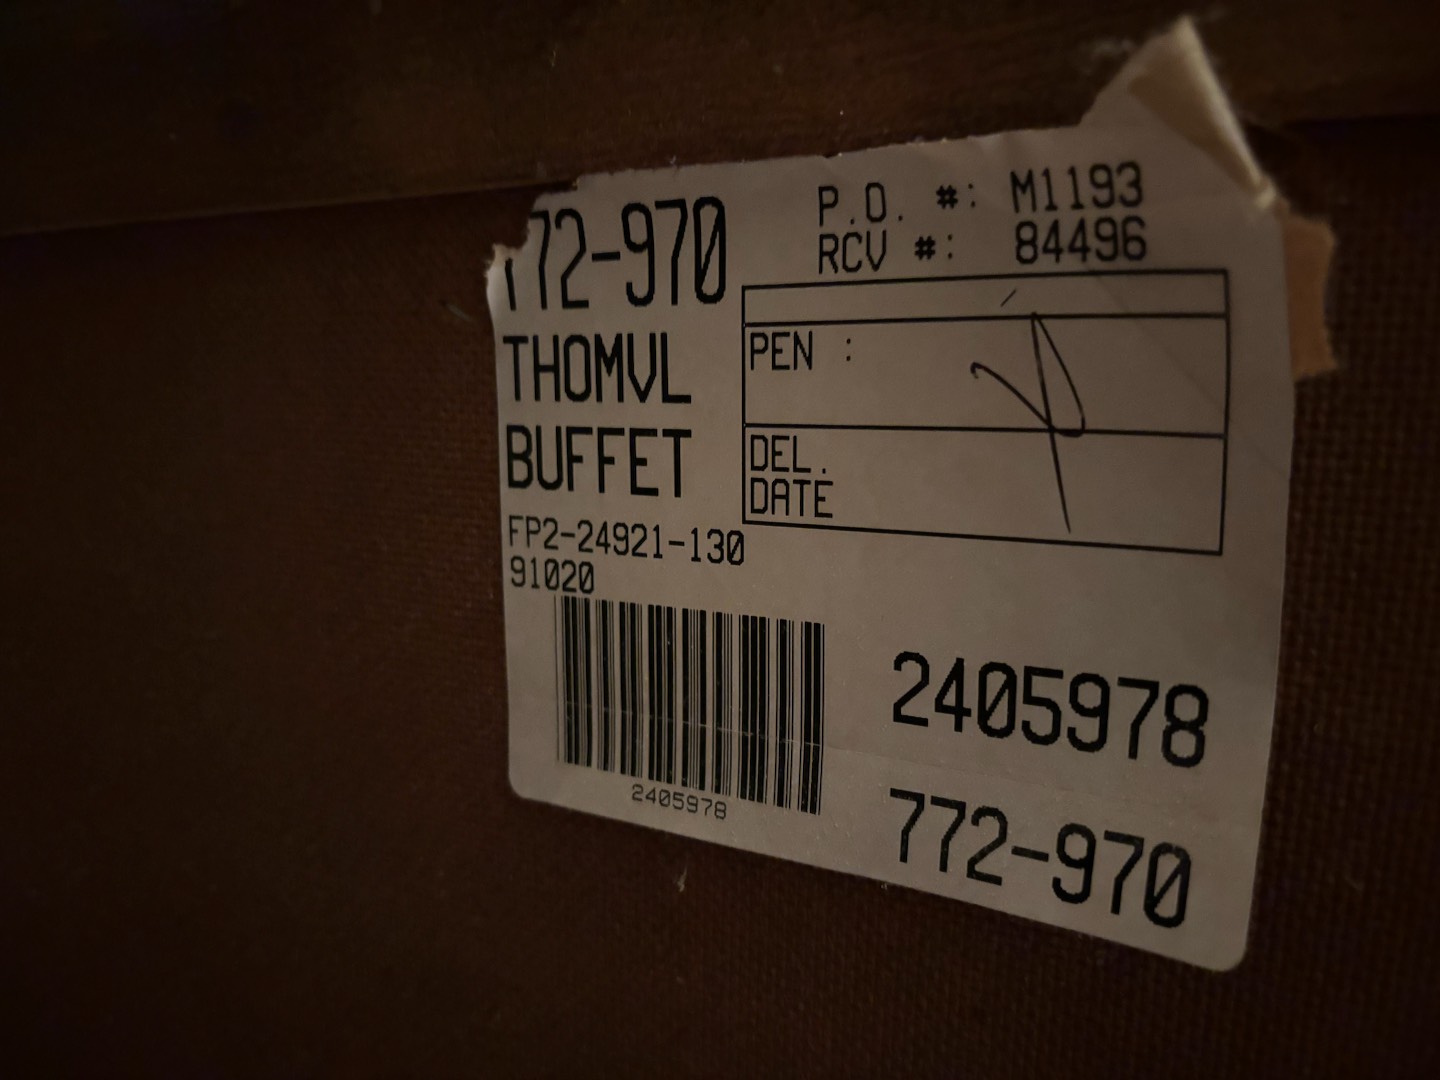 772-970
P.O. #: M1193
RCV #: 84496
THOMVL
BUFFET
PEN :
DEL.
DATE
FP2-24921-130
91020
2405978
2405978
772-970